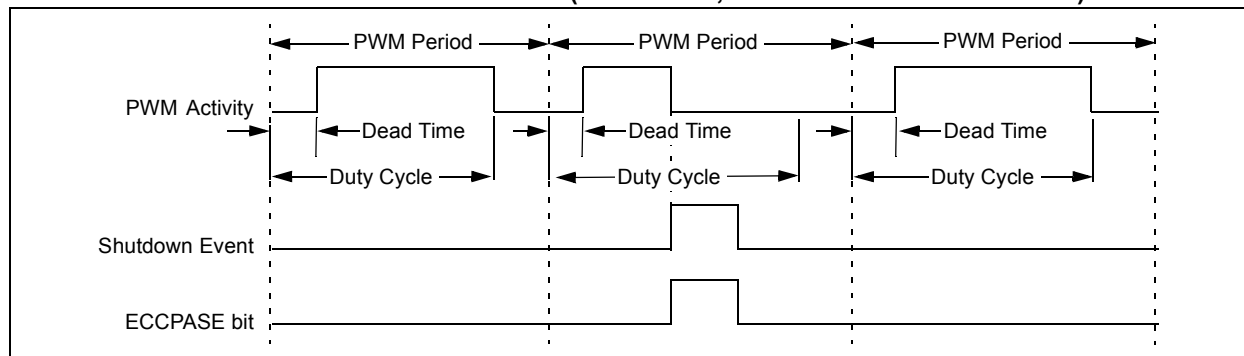 PWM Period PWM Period PWM Period
PWM Activity
Dead Time Dead Time Dead Time
Duty Cycle Duty Cycle Duty Cycle
Shutdown Event
ECCPASE bit